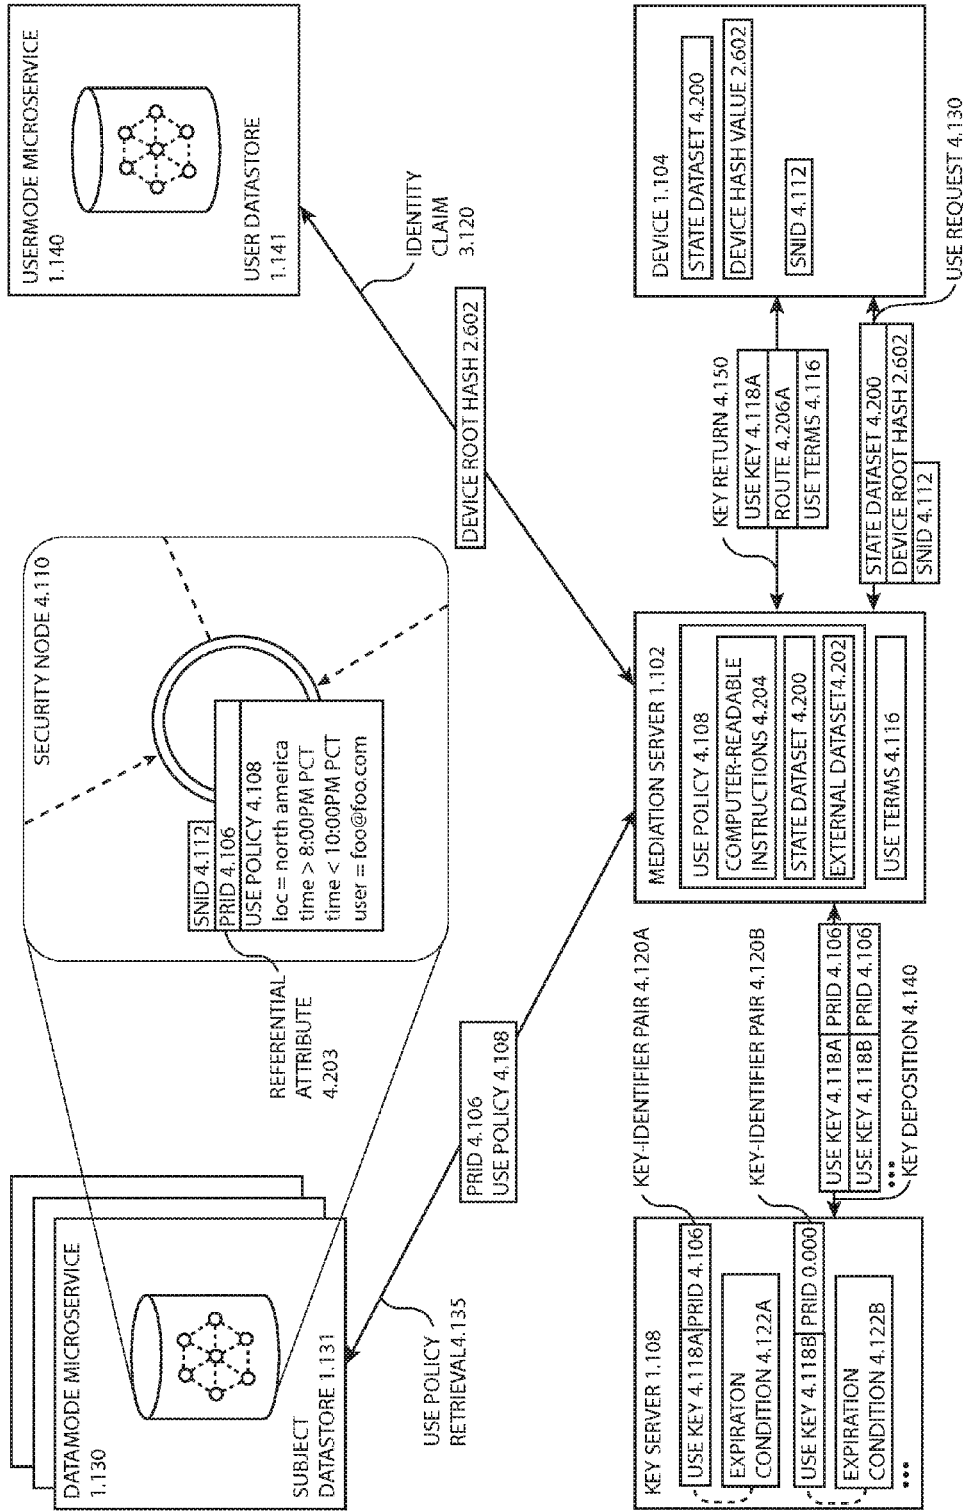 DATAMODE MICROSERVICE
1.130
SUBJECT
DATASTORE 1.131
SECURITY NODE 4.110
SNID 4.112
PRID 4.106
USE POLICY 4.108
loc = north america
time > 8:00PM PCT
time < 10:00PM PCT
user = foo@foo.com
REFERENTIAL
ATTRIBUTE
4.203
USERMODE MICROSERVICE
1.140
USER DATASTORE
1.141
USE POLICY
RETRIEVAL4.135
PRID 4.106
USE POLICY 4.108
DEVICE ROOT HASH 2.602
IDENTITY
CLAIM
3.120
KEY SERVER 1.108
USE KEY 4.118A
PRID 4.106
EXPIRATON
CONDITION 4.122A
USE KEY 4.118B
PRID 0.000
EXPIRATION
CONDITION 4.122B
•••
KEY-IDENTIFIER PAIR 4.120A
KEY-IDENTIFIER PAIR 4.120B
USE KEY 4.118A
PRID 4.106
USE KEY 4.118B
PRID 4.106
•••
KEY DEPOSITION 4.140
MEDIATION SERVER 1.102
USE POLICY 4.108
COMPUTER-READABLE
INSTRUCTIONS 4.204
STATE DATASET 4.200
EXTERNAL DATASET4.202
USE TERMS 4.116
KEY RETURN 4.150
USE KEY 4.118A
ROUTE 4.206A
USE TERMS 4.116
STATE DATASET 4.200
DEVICE ROOT HASH 2.602
SNID 4.112
DEVICE 1.104
STATE DATASET 4.200
DEVICE HASH VALUE 2.602
SNID 4.112
USE REQUEST 4.130